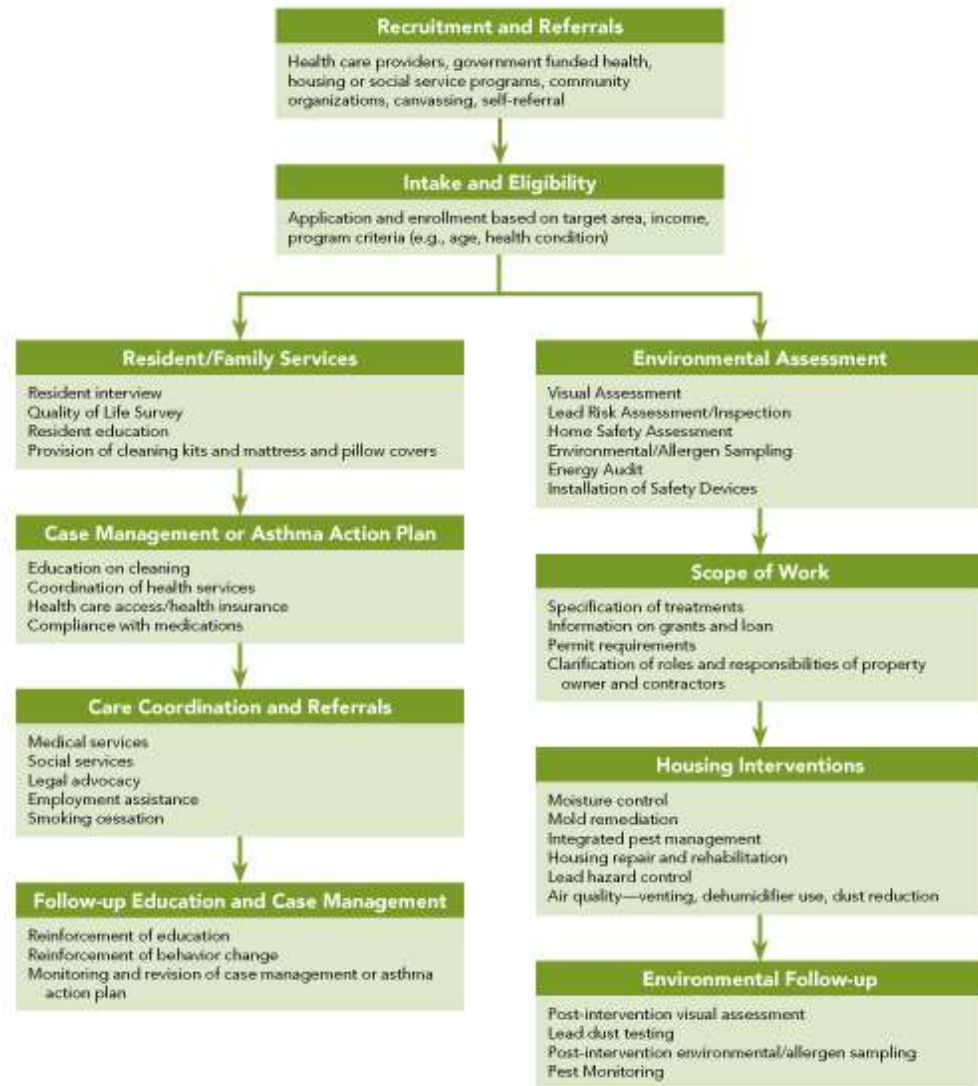 Recruitment and Referrals
Health care providers, government funded health,
housing or social service programs, community
organizations, canvassing, self-referral
Intake and Eligibility
Application and enrollment based on target area, income,
program criteria (e.g., age, health condition)
Resident/Family Services
Resident interview
Quality of Life Survey
Resident education
Provision of cleaning kits and mattress and pillow covers
Case Management or Asthma Action Plan
Education on cleaning
Coordination of health services
Health care access/health insurance
Compliance with medications
Care Coordination and Referrals
Medical services
Social services
Legal advocacy
Employment assistance
Smoking cessation
Follow-up Education and Case Management
Reinforcement of education
Reinforcement of behavior change
Monitoring and revision of case management or asthma
action plan
Environmental Assessment
Visual Assessment
Lead Risk Assessment/Inspection
Home Safety Assessment
Environmental/Allergen Sampling
Energy Audit
Installation of Safety Devices
Scope of Work
Specification of treatments
Information on grants and loan
Permit requirements
Clarification of roles and responsibilities of property
owner and contractors
Housing Interventions
Moisture control
Mold remediation
Integrated pest management
Housing repair and rehabilitation
Lead hazard control
Air quality—venting, dehumidifier use, dust reduction
Environmental Follow-up
Post-intervention visual assessment
Lead dust testing
Post-intervention environmental/allergen sampling
Pest Monitoring